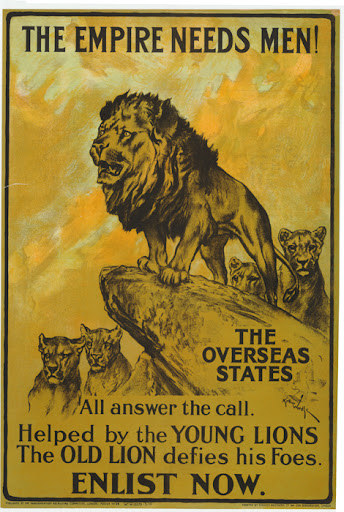 THE EMPIRE NEEDS MEN!
THE
OVERSEAS
STATES
All answer the call.
Helped by the YOUNG LIONS
The OLD LION defies his Foes.
ENLIST NOW.